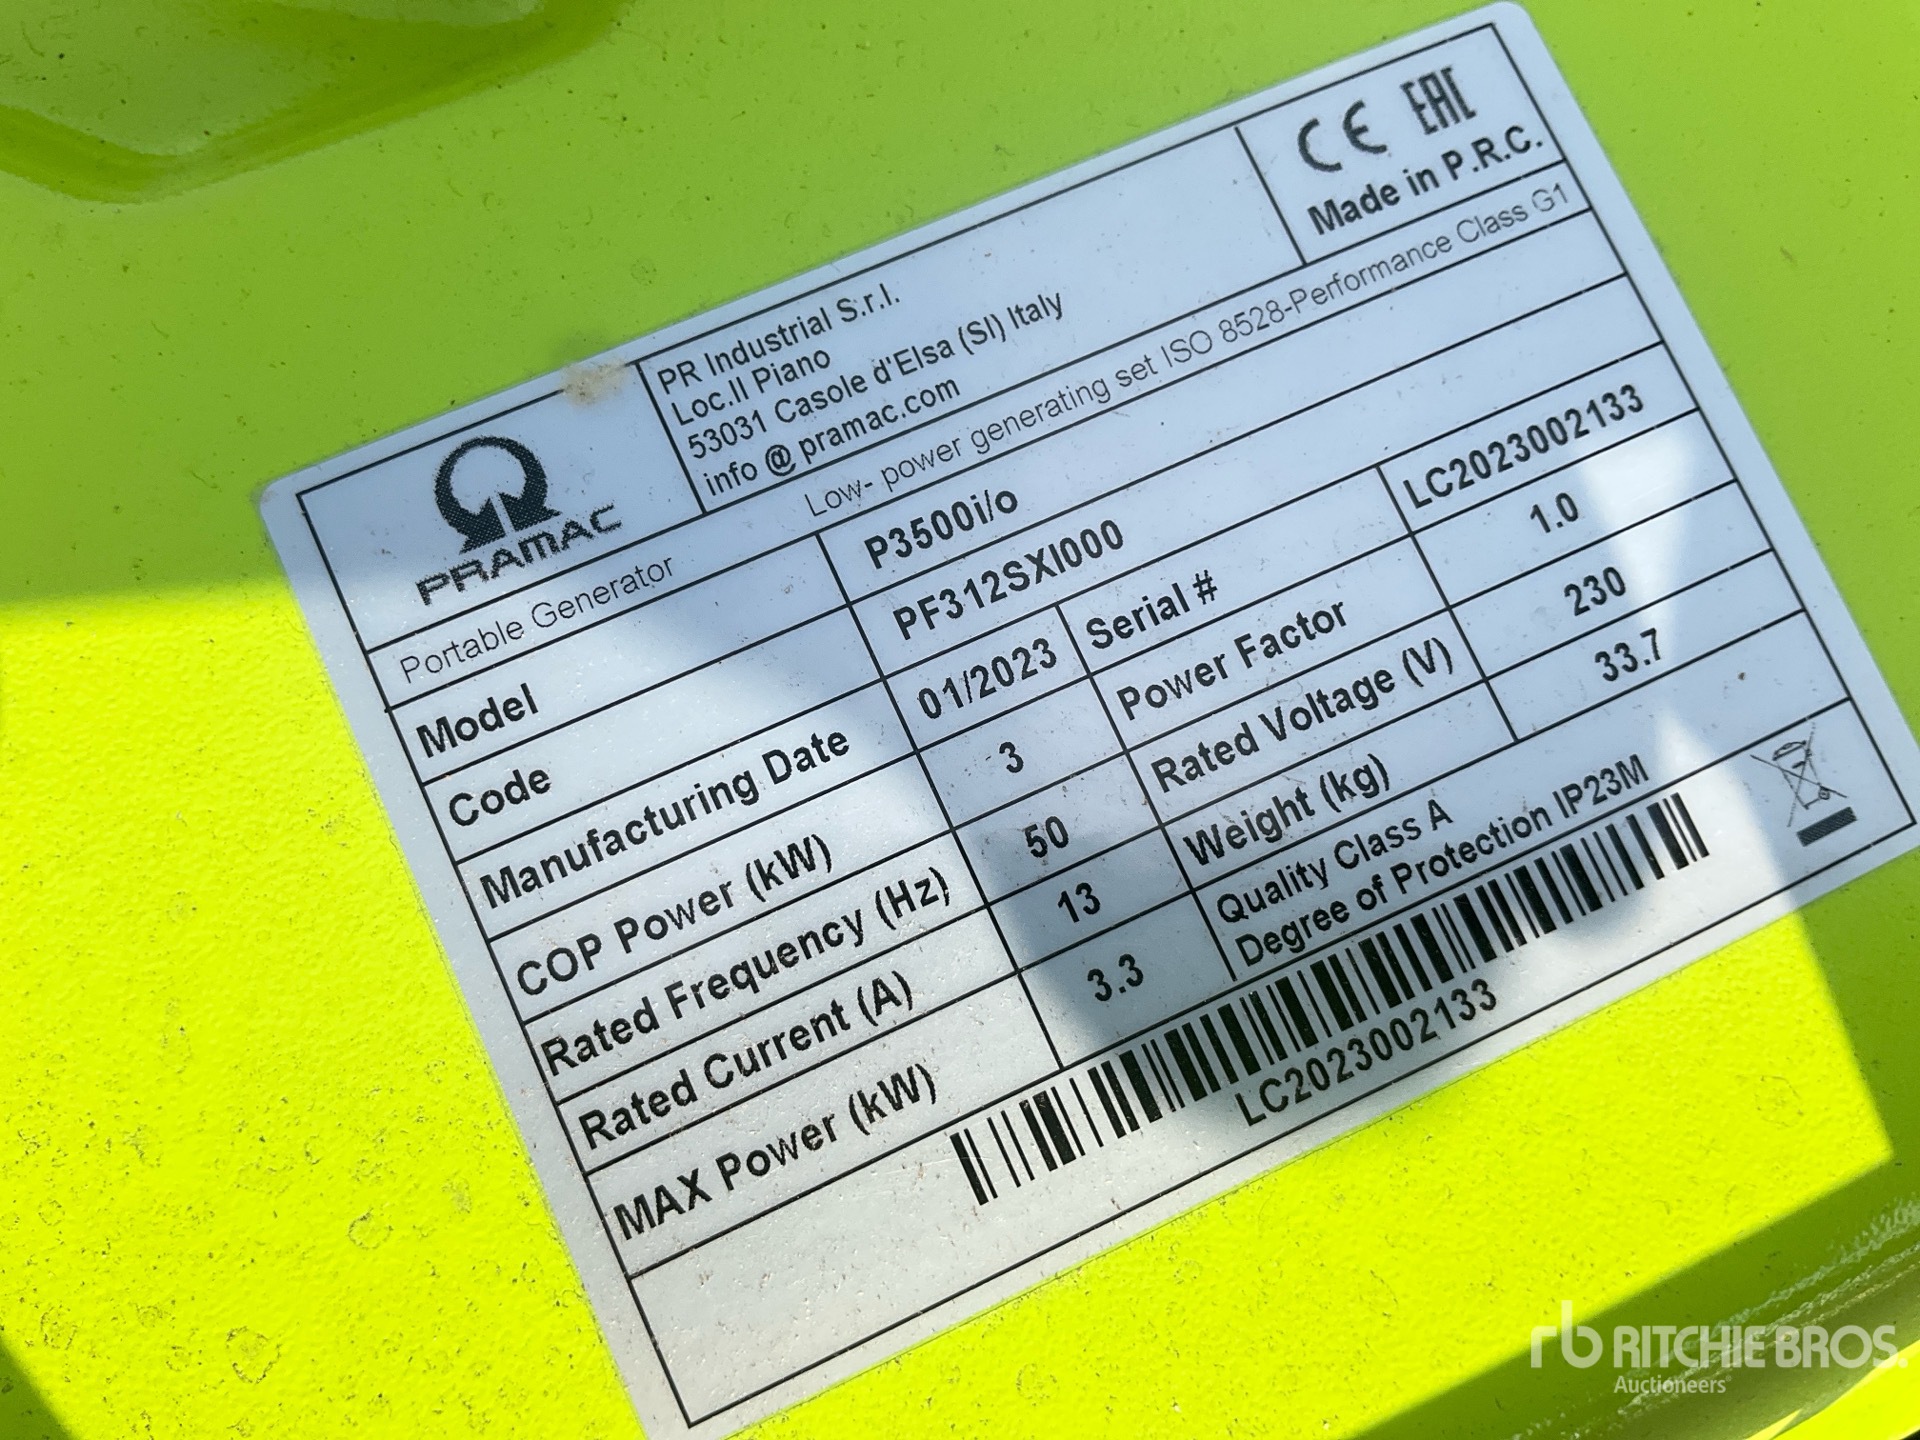 CE EAC
Made in P.R.C.
PR Industrial S.r.l.
Loc.Il Piano
53031 Casole d'Elsa (SI) Italy
info @ pramac.com
PRAMAC
Portable Generator
Low- power generating set ISO 8528-Performance Class G1
Model P3500i/o
Code PF312SXI000
Manufacturing Date 01/2023 Serial # LC2023002133
COP Power (kW) 3 Power Factor 1.0
Rated Frequency (Hz) 50 Rated Voltage (V) 230
Rated Current (A) 13 Weight (kg) 33.7
MAX Power (kW) 3.3 Quality Class A
Degree of Protection IP23M
LC2023002133
rb RITCHIE BROS.
Auctioneers